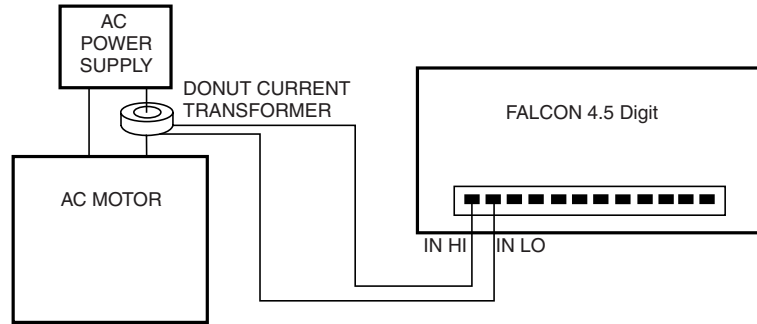 AC
POWER
SUPPLY
DONUT CURRENT
TRANSFORMER
FALCON 4.5 Digit
AC MOTOR
IN HI
IN LO